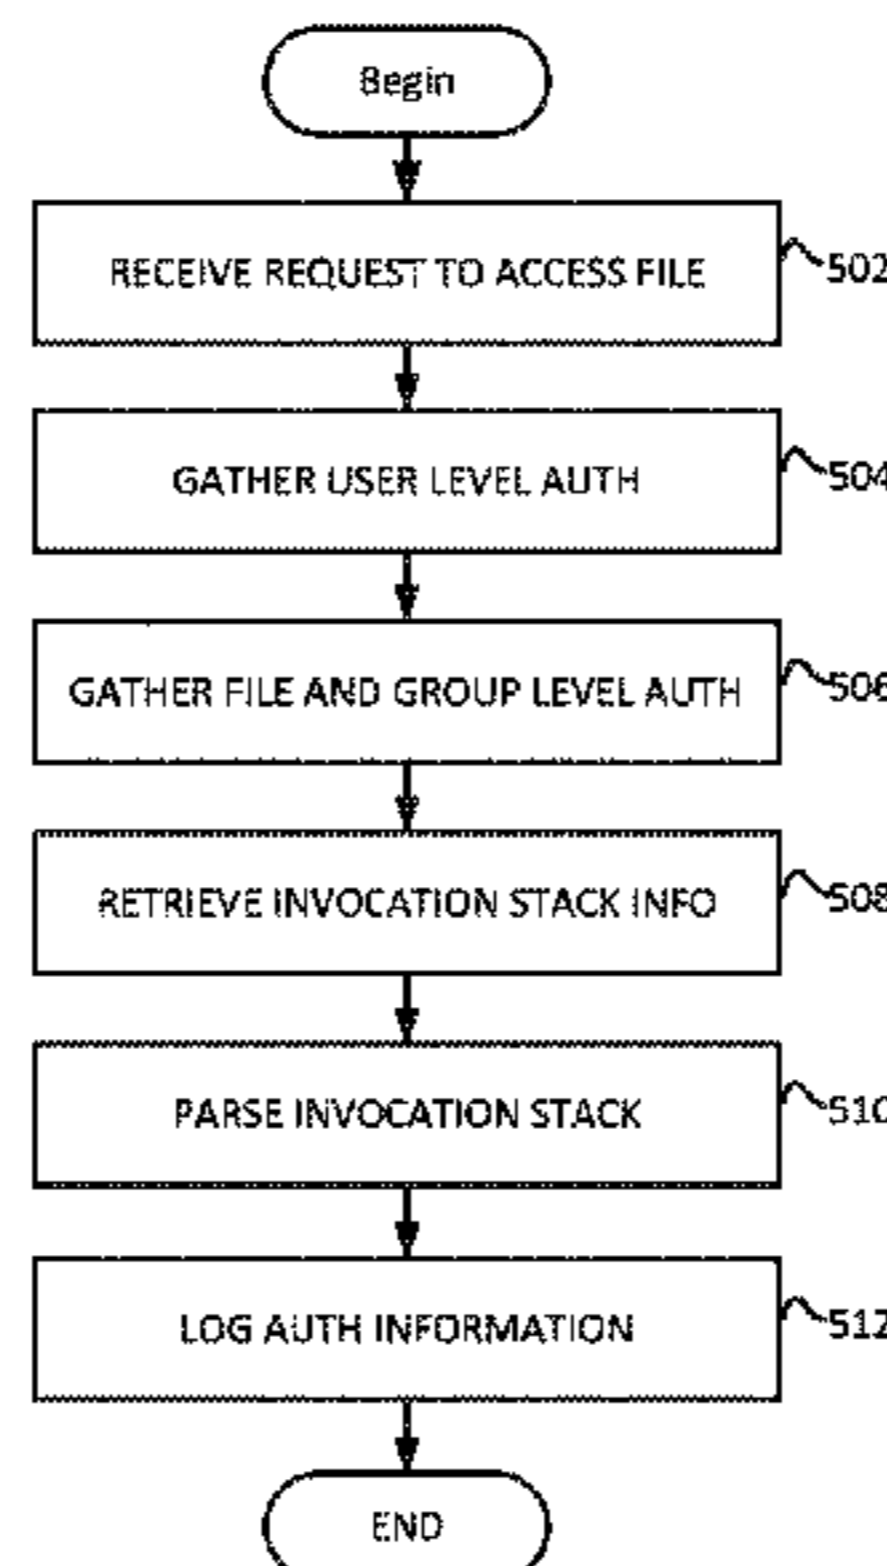 Begin
RECEIVE REQUEST TO ACCESS FILE
502
GATHER USER LEVEL AUTH
504
GATHER FILE AND GROUP LEVEL AUTH
506
RETRIEVE INVOCATION STACK INFO
508
PARSE INVOCATION STACK
510
LOG AUTH INFORMATION
512
END